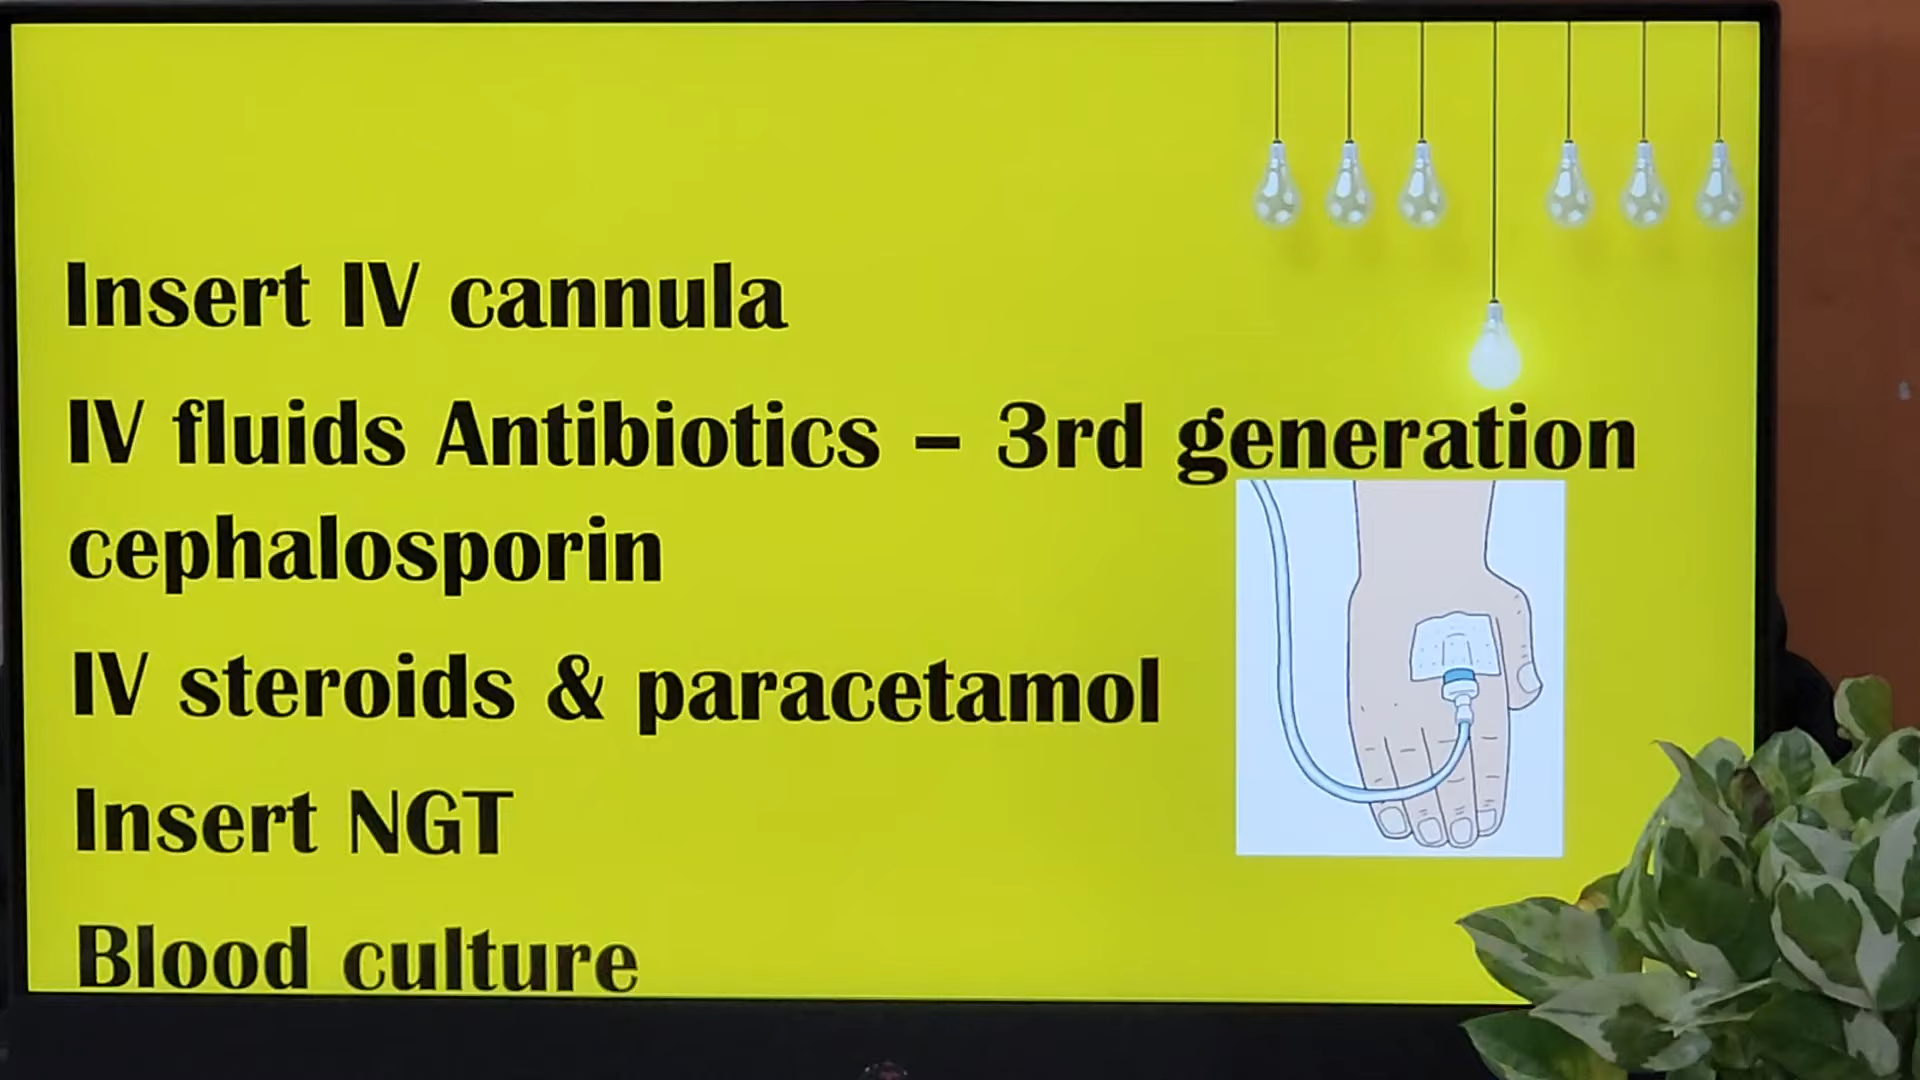 Insert IV cannula
IV fluids Antibiotics – 3rd generation
cephalosporin
IV steroids & paracetamol
Insert NGT
Blood culture